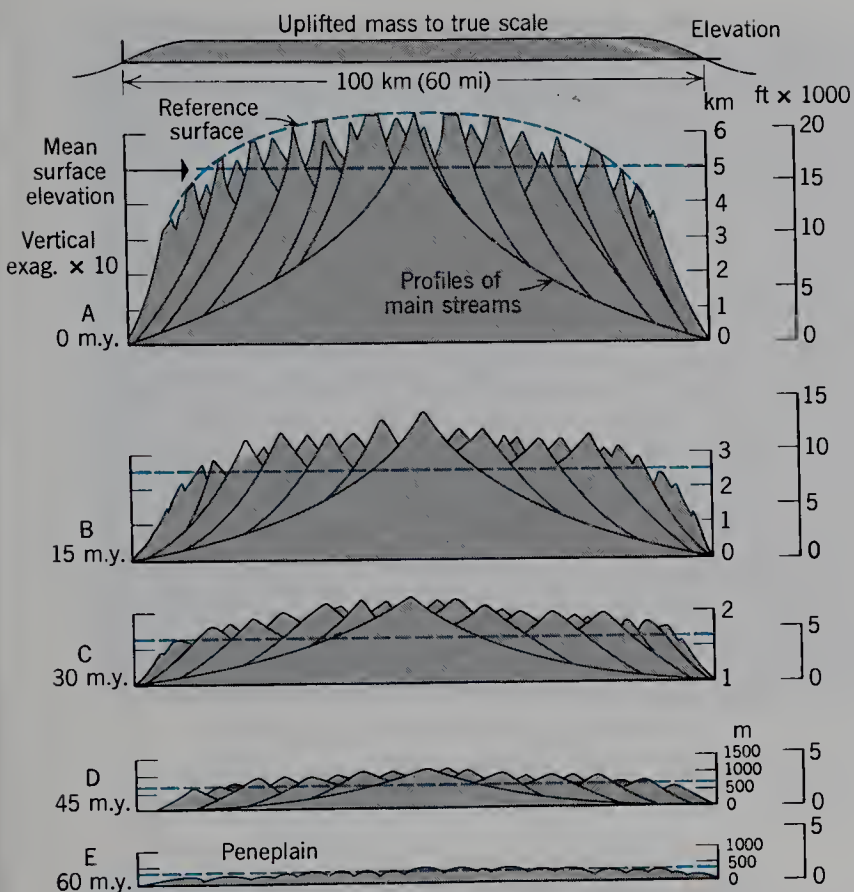 Uplifted mass to true scale
Elevation
100 km (60 mi)
km
ft x 1000
Reference
surface
Mean
surface
elevation
Vertical
exag. × 10
Profiles of
main streams
A
0 m.y.
6
5
4
3
2
1
0
20
15
10
5
0
B
15 m.y.
3
2
1
0
15
10
5
0
C
30 m.y.
2
1
5
0
D
45 m.y.
m
1500
1000
500
0
5
0
E
60 m.y.
Peneplain
1000
500
0
5
0